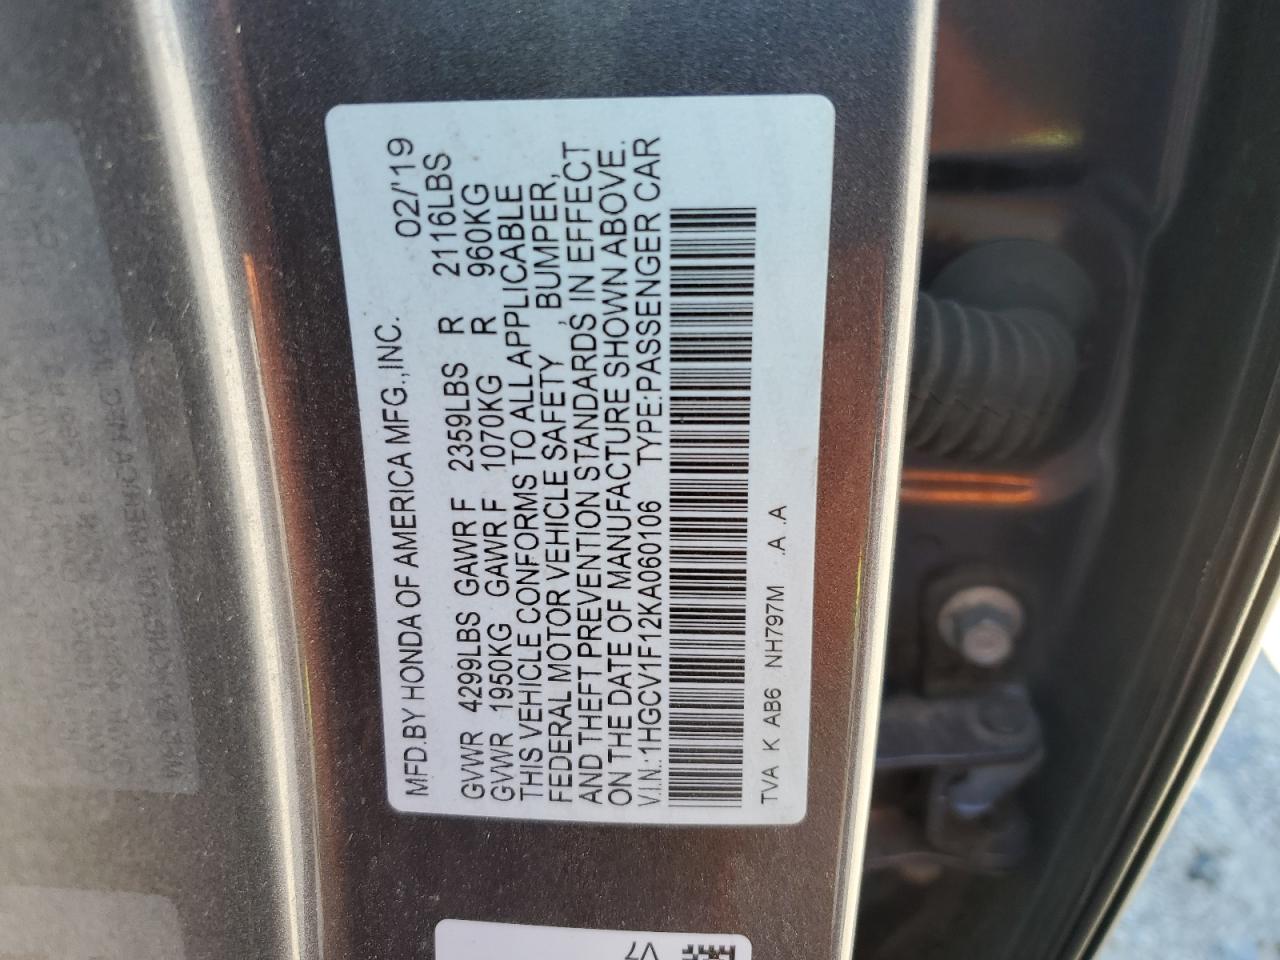 MFD.BY HONDA OF AMERICA MFG.,INC. 02/'19
GVWR 4299LBS GAWR F 2359LBS R 2116LBS
GVWR 1950KG GAWR F 1070KG R 960KG
THIS VEHICLE CONFORMS TO ALL APPLICABLE
FEDERAL MOTOR VEHICLE SAFETY , BUMPER,
AND THEFT PREVENTION STANDARDS IN EFFECT
ON THE DATE OF MANUFACTURE SHOWN ABOVE.
V.I.N.:1HGCV1F12KA060106 TYPE:PASSENGER CAR
TVA K AB6 NH797M .A .A